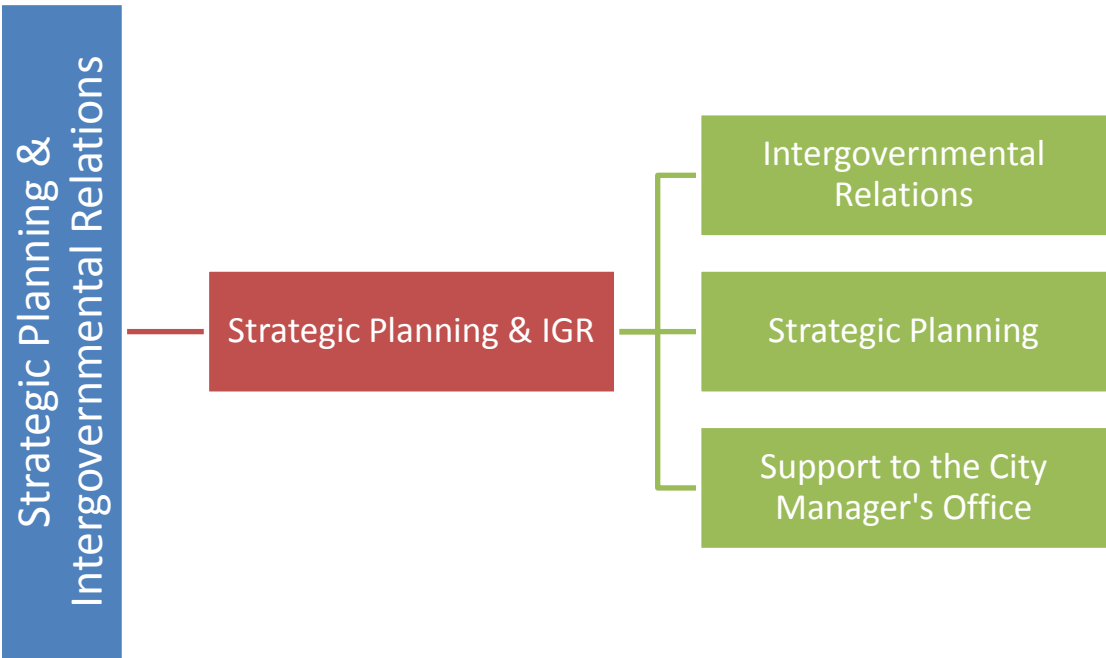 Strategic Planning &
Intergovernmental Relations
Strategic Planning & IGR
Intergovernmental
Relations
Strategic Planning
Support to the City
Manager's Office